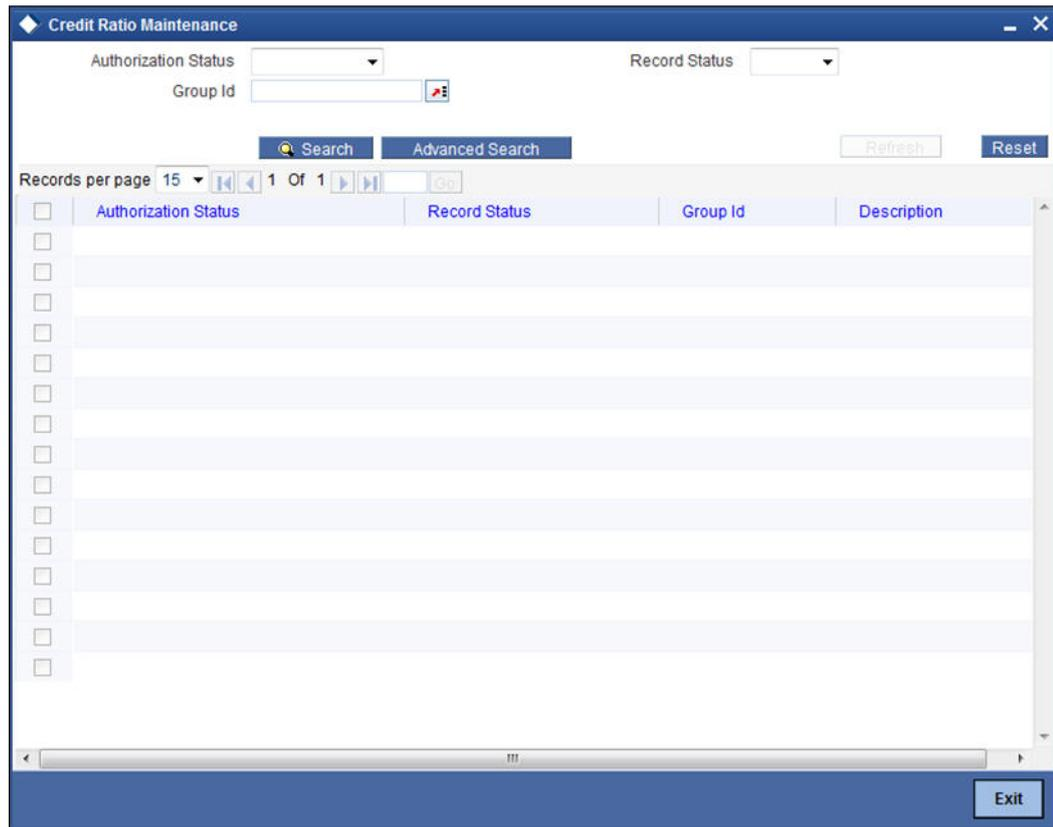 Credit Ratio Maintenance
Authorization Status Record Status
Group Id
Search Advanced Search Refresh Reset
Records per page 15 1 Of 1 Go
Authorization Status Record Status Group Id Description
Exit